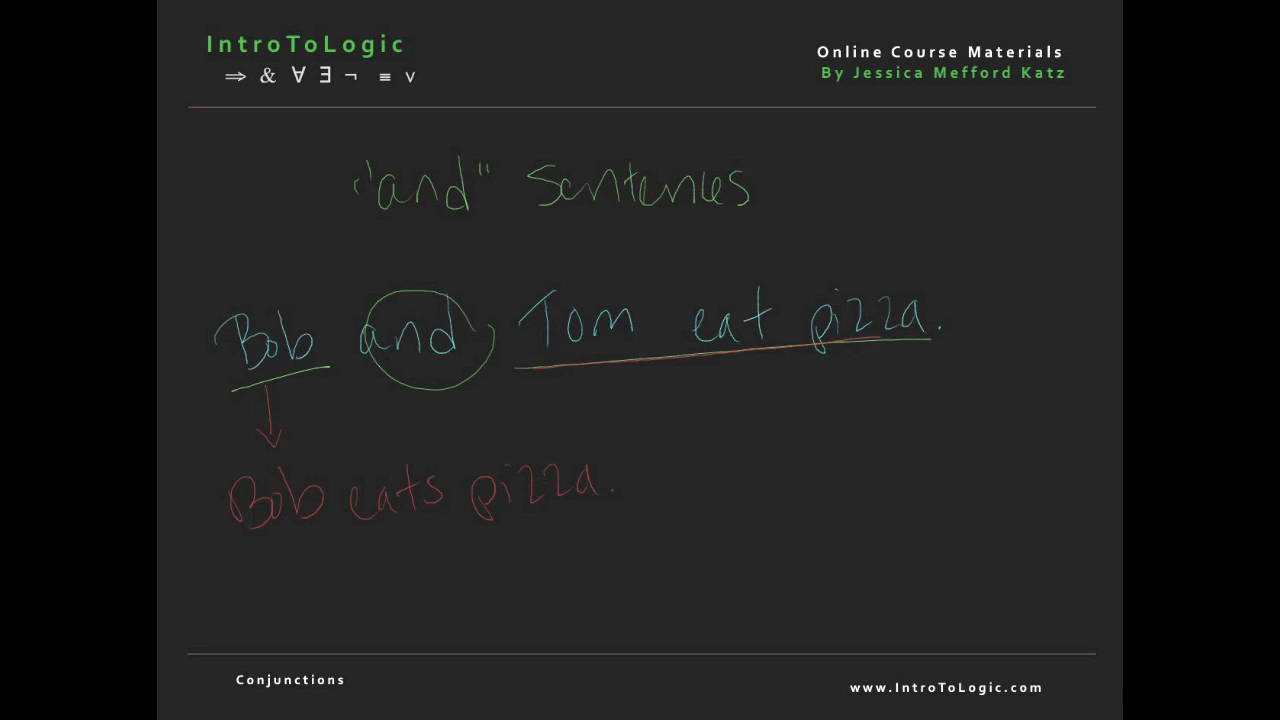 IntroToLogic
⇒ & ∀ ∃ ¬ ≡ ∨
Online Course Materials
By Jessica Mefford Katz
"and" Sentences
Bob and Tom eat pizza.
Bob eats pizza.
Conjunctions
www.IntroToLogic.com